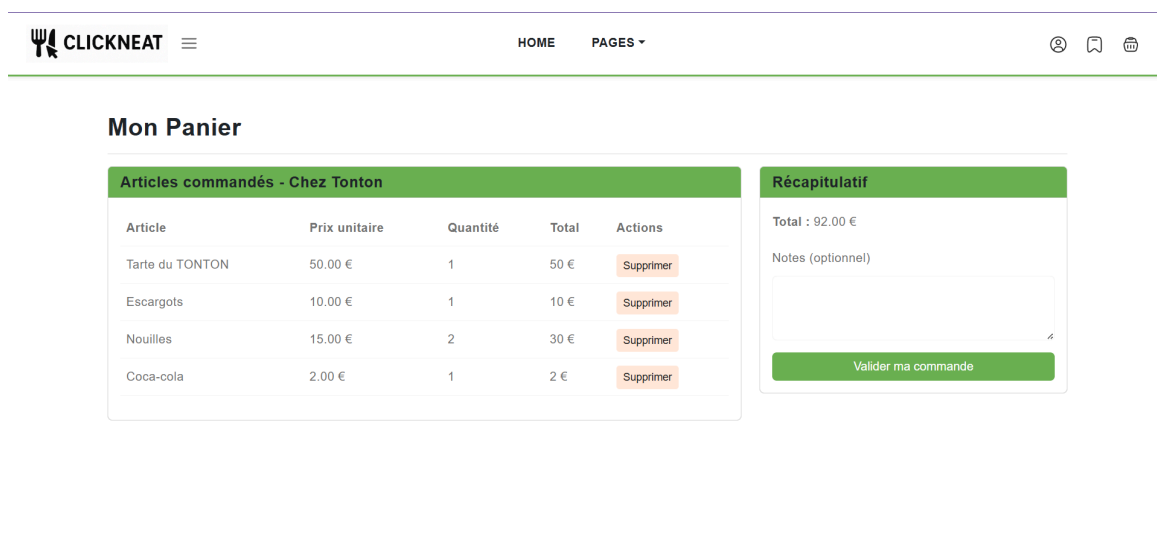 CLICKNEAT
HOME PAGES
Mon Panier
Articles commandés - Chez Tonton
Article Prix unitaire Quantité Total Actions
Tarte du TONTON 50.00 € 1 50 € Supprimer
Escargots 10.00 € 1 10 € Supprimer
Nouilles 15.00 € 2 30 € Supprimer
Coca-cola 2.00 € 1 2 € Supprimer
Récapitulatif
Total : 92.00 €
Notes (optionnel)
Valider ma commande